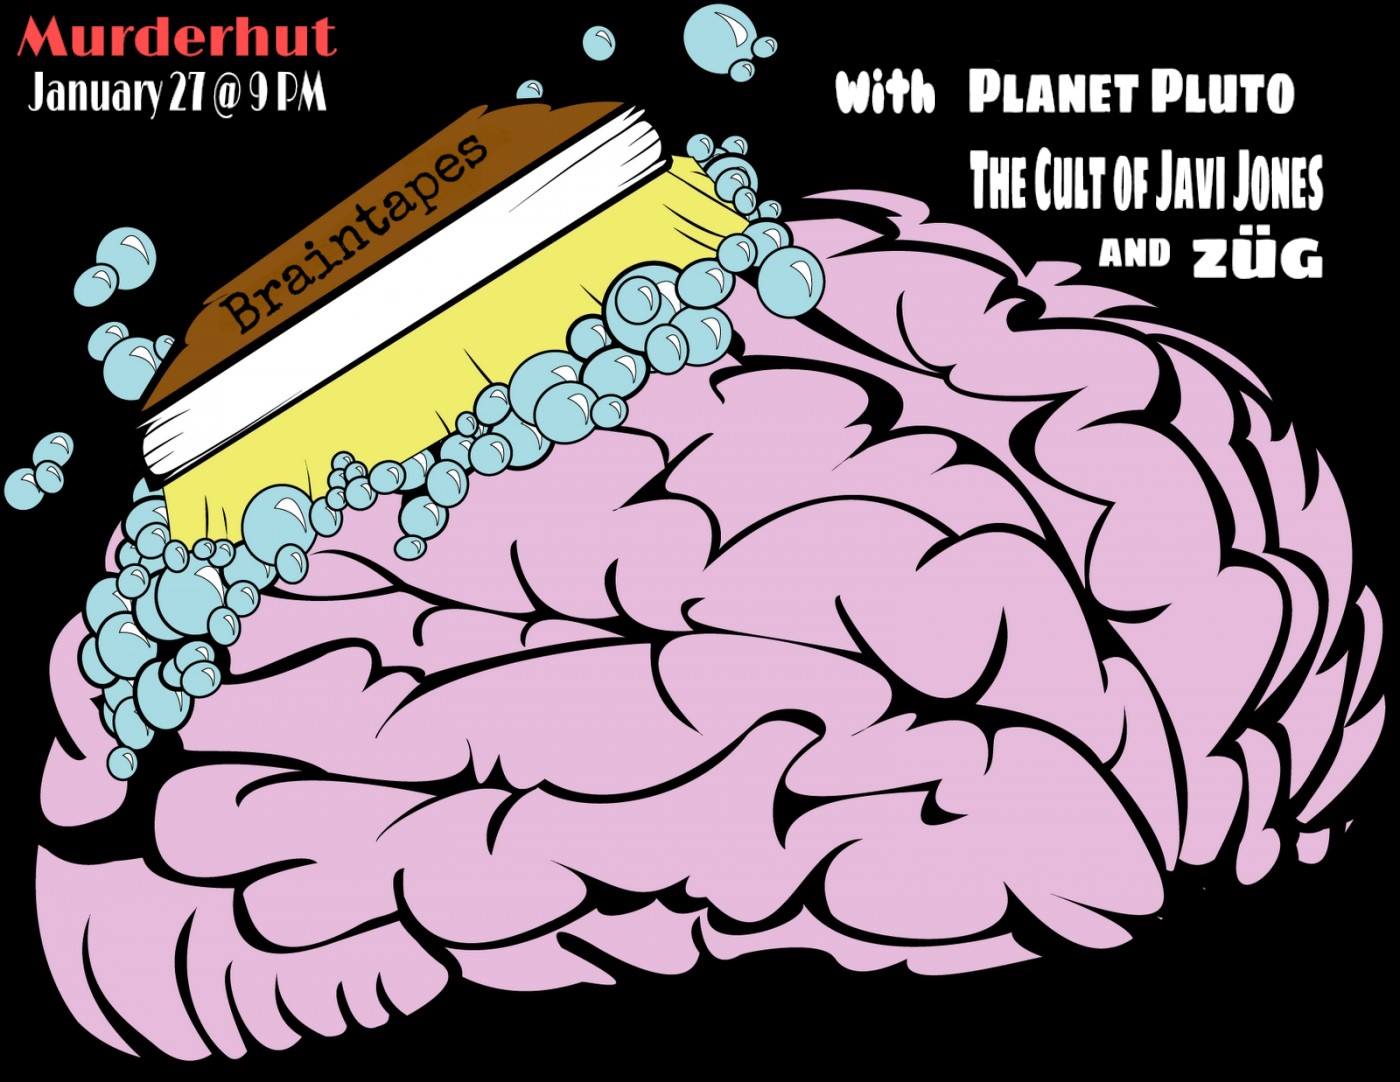 Murderhut
January 27 @ 9 PM
With PLANET PLUTO
THE CULT OF JAVI JONES
AND ZÜG
Braintapes